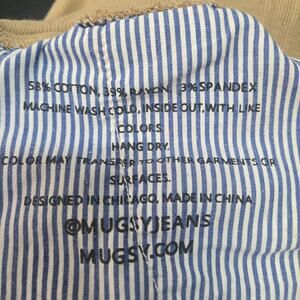 58% COTTON, 39% RAYON, 3% SPANDEX
MACHINE WASH COLD, INSIDE OUT, WITH LIKE
COLORS.
HANG DRY.
COLOR MAY TRANSFER TO OTHER GARMENTS OR
SURFACES.
DESIGNED IN CHICAGO, MADE IN CHINA
@MUGSYJEANS
MUGSY.COM